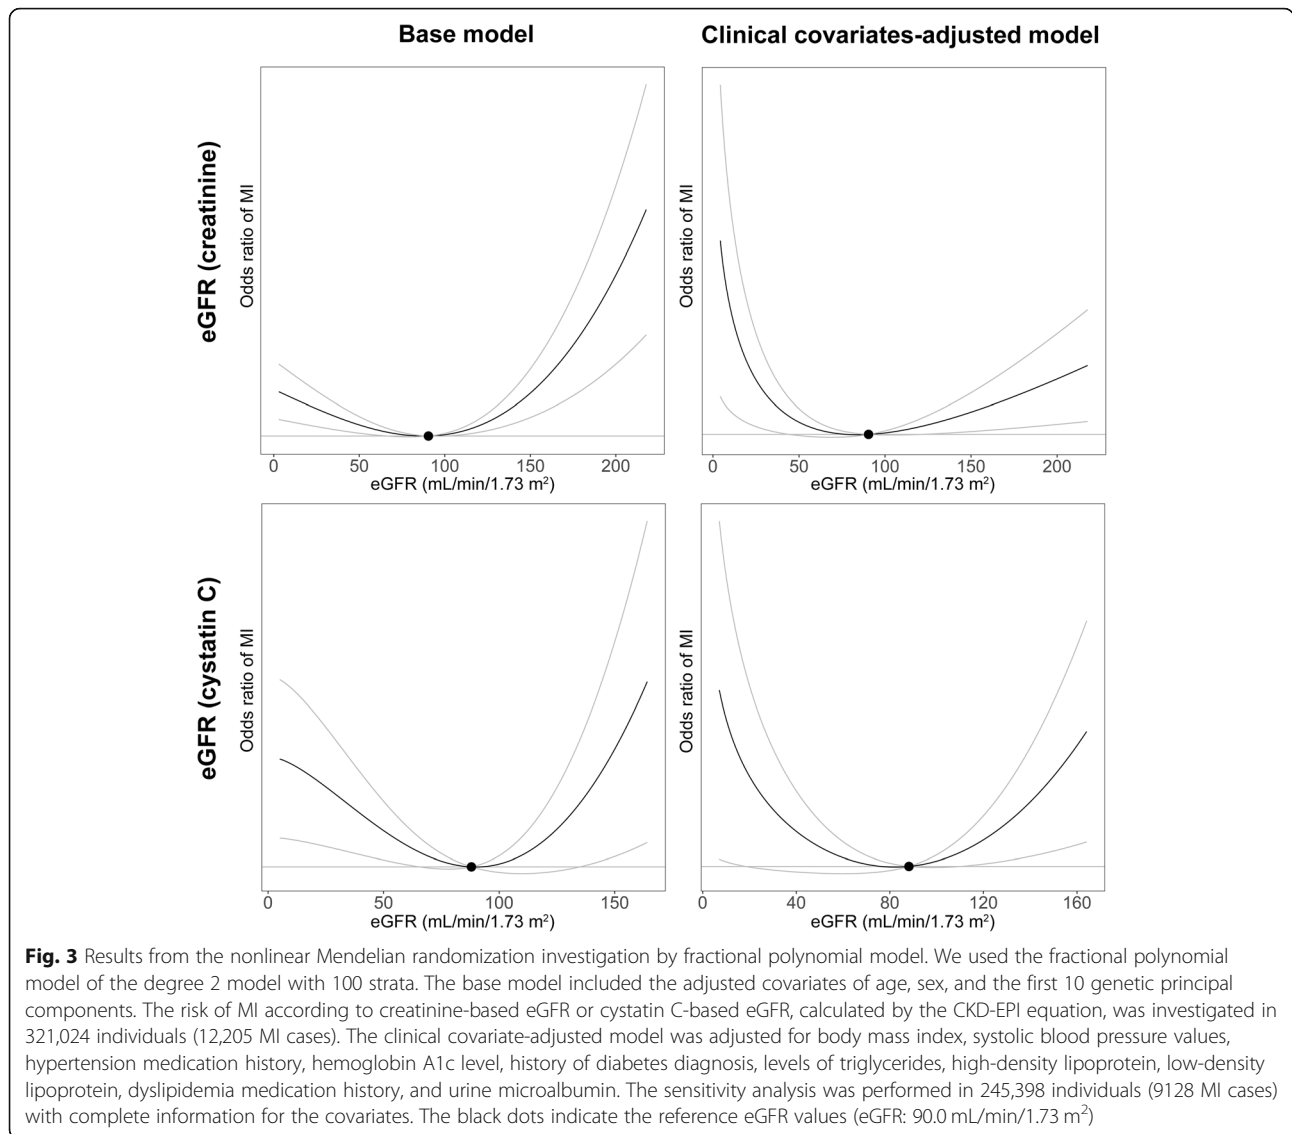 Base model
Clinical covariates-adjusted model
eGFR (creatinine)
Odds ratio of MI
0 50 100 150 200
eGFR (mL/min/1.73 m²)
Odds ratio of MI
0 50 100 150 200
eGFR (mL/min/1.73 m²)
eGFR (cystatin C)
Odds ratio of MI
0 50 100 150
eGFR (mL/min/1.73 m²)
Odds ratio of MI
0 40 80 120 160
eGFR (mL/min/1.73 m²)
Fig. 3 Results from the nonlinear Mendelian randomization investigation by fractional polynomial model. We used the fractional polynomial
model of the degree 2 model with 100 strata. The base model included the adjusted covariates of age, sex, and the first 10 genetic principal
components. The risk of MI according to creatinine-based eGFR or cystatin C-based eGFR, calculated by the CKD-EPI equation, was investigated in
321,024 individuals (12,205 MI cases). The clinical covariate-adjusted model was adjusted for body mass index, systolic blood pressure values,
hypertension medication history, hemoglobin A1c level, history of diabetes diagnosis, levels of triglycerides, high-density lipoprotein, low-density
lipoprotein, dyslipidemia medication history, and urine microalbumin. The sensitivity analysis was performed in 245,398 individuals (9128 MI cases)
with complete information for the covariates. The black dots indicate the reference eGFR values (eGFR: 90.0 mL/min/1.73 m²)